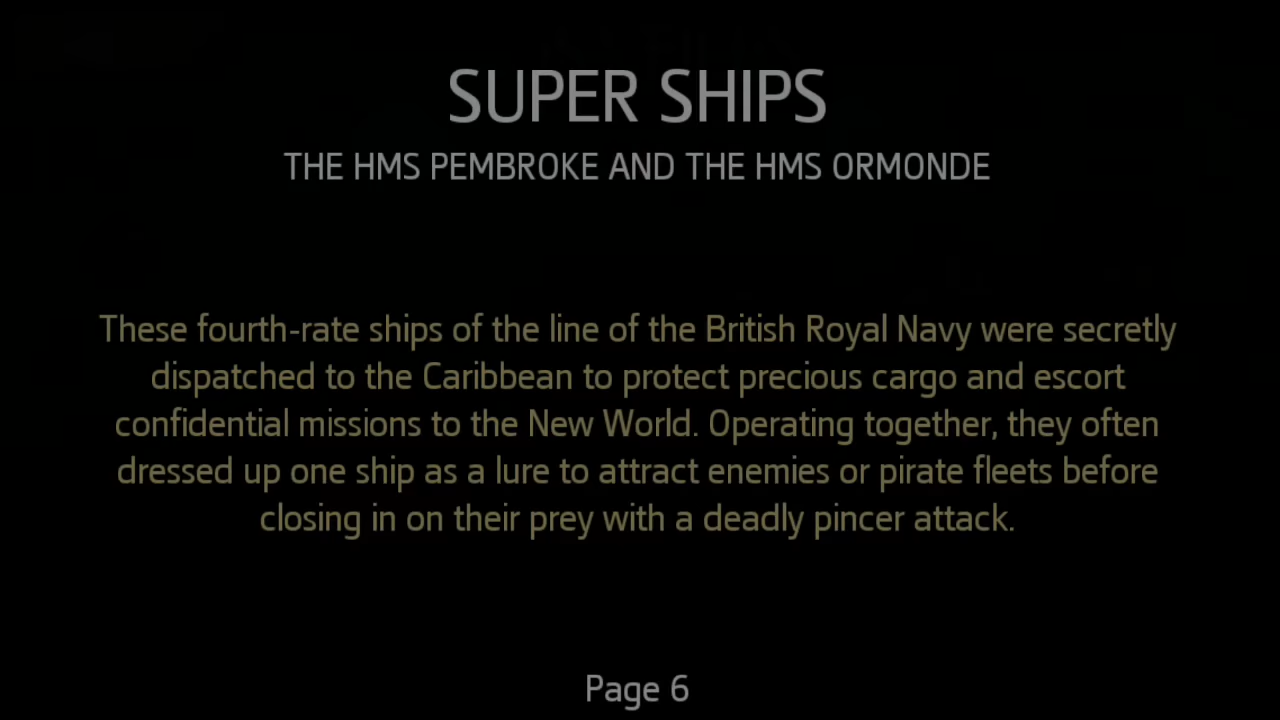 SUPER SHIPS
THE HMS PEMBROKE AND THE HMS ORMONDE
These fourth-rate ships of the line of the British Royal Navy were secretly
dispatched to the Caribbean to protect precious cargo and escort
confidential missions to the New World. Operating together, they often
dressed up one ship as a lure to attract enemies or pirate fleets before
closing in on their prey with a deadly pincer attack.
Page 6